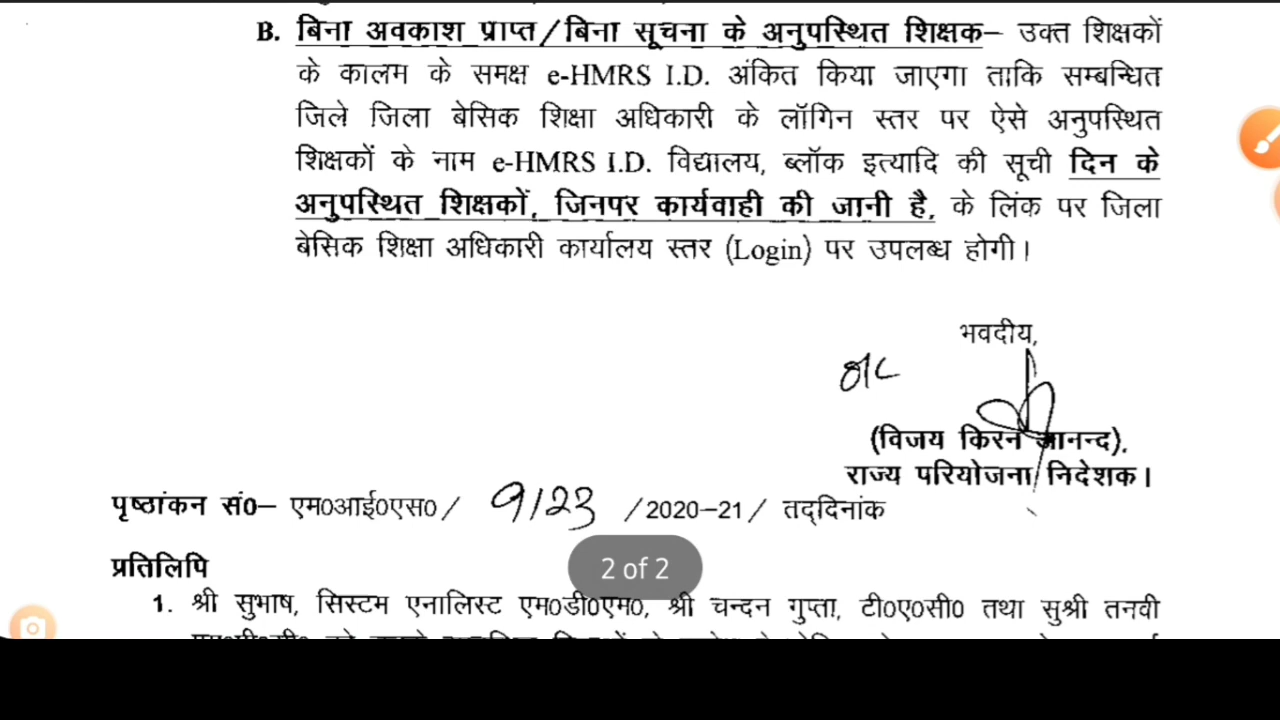 B. बिना अवकाश प्राप्त/बिना सूचना के अनुपस्थित शिक्षक– उक्त शिक्षकों
के कालम के समक्ष e-HMRS I.D. अंकित किया जाएगा ताकि सम्बन्धित
जिले जिला बेसिक शिक्षा अधिकारी के लॉगिन स्तर पर ऐसे अनुपस्थित
शिक्षकों के नाम e-HMRS I.D. विद्यालय, ब्लॉक इत्यादि की सूची दिन के
अनुपस्थित शिक्षकों, जिनपर कार्यवाही की जानी है, के लिंक पर जिला
बेसिक शिक्षा अधिकारी कार्यालय स्तर (Login) पर उपलब्ध होगी।
भवदीय,
(विजय किरन आनन्द),
राज्य परियोजना निदेशक।
पृष्ठांकन सं0– एम0आई0एस0/ 9123 /2020–21/ तद्दिनांक
2 of 2
प्रतिलिपि
1. श्री सुभाष, सिस्टम एनालिस्ट एम0डी0एम0, श्री चन्दन गुप्ता, टी0ए0सी0 तथा सुश्री तनवी